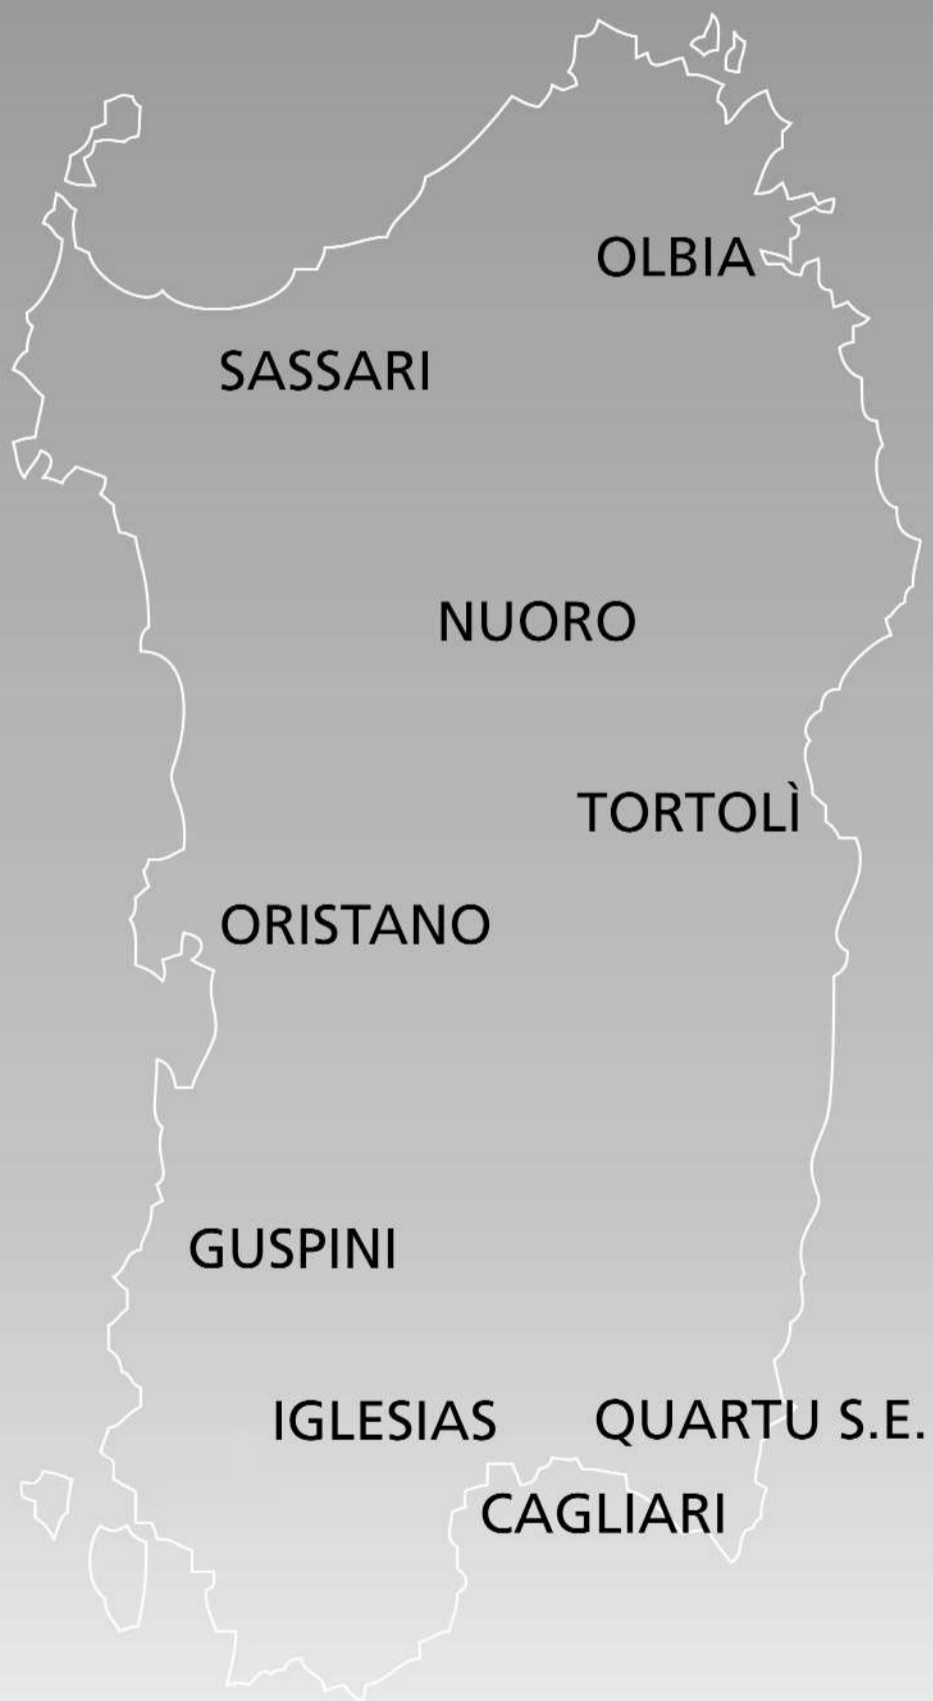 OLBIA
SASSARI
NUORO
TORTOLÌ
ORISTANO
GUSPINI
IGLESIAS QUARTU S.E.
CAGLIARI